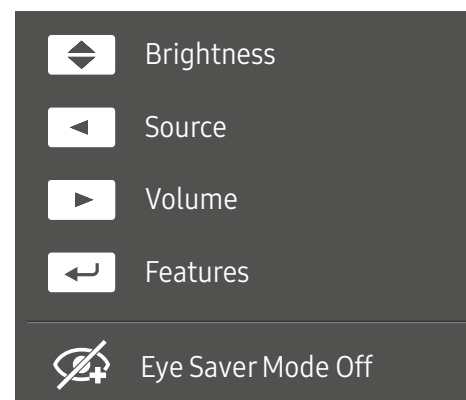 Brightness
Source
Volume
Features
Eye Saver Mode Off